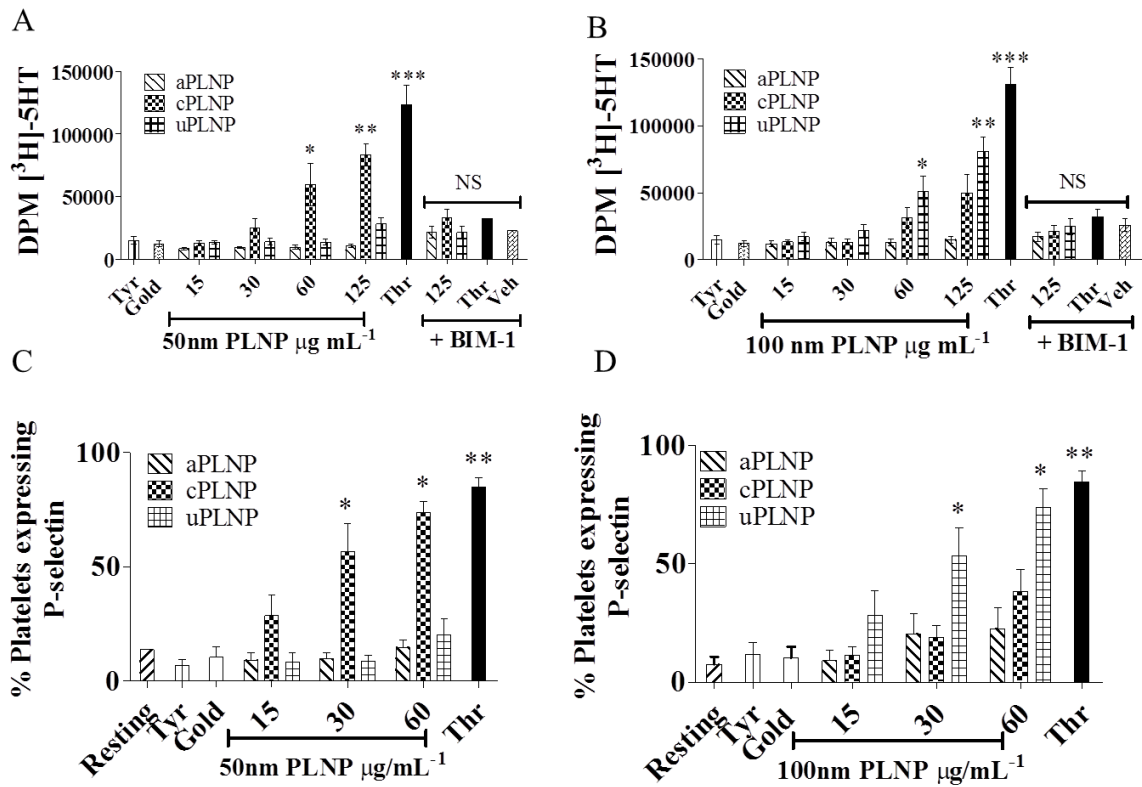 A
DPM [³H]-5HT
150000
100000
50000
0
aPLNP
cPLNP
uPLNP
*
**
***
NS
Tyr
Gold
15
30
60
125
Thr
125
Thr
Veh
50nm PLNP μg mL⁻¹
+ BIM-1
B
DPM [³H]-5HT
150000
100000
50000
0
aPLNP
cPLNP
uPLNP
*
**
***
NS
Tyr
Gold
15
30
60
125
Thr
125
Thr
Veh
100 nm PLNP μg mL⁻¹
+ BIM-1
C
% Platelets expressing
P-selectin
100
50
0
aPLNP
cPLNP
uPLNP
*
*
**
Resting
Tyr
Gold
15
30
60
Thr
50nm PLNP μg/mL⁻¹
D
% Platelets expressing
P-selectin
100
50
0
aPLNP
cPLNP
uPLNP
*
*
**
Resting
Tyr
Gold
15
30
60
Thr
100nm PLNP μg/mL⁻¹